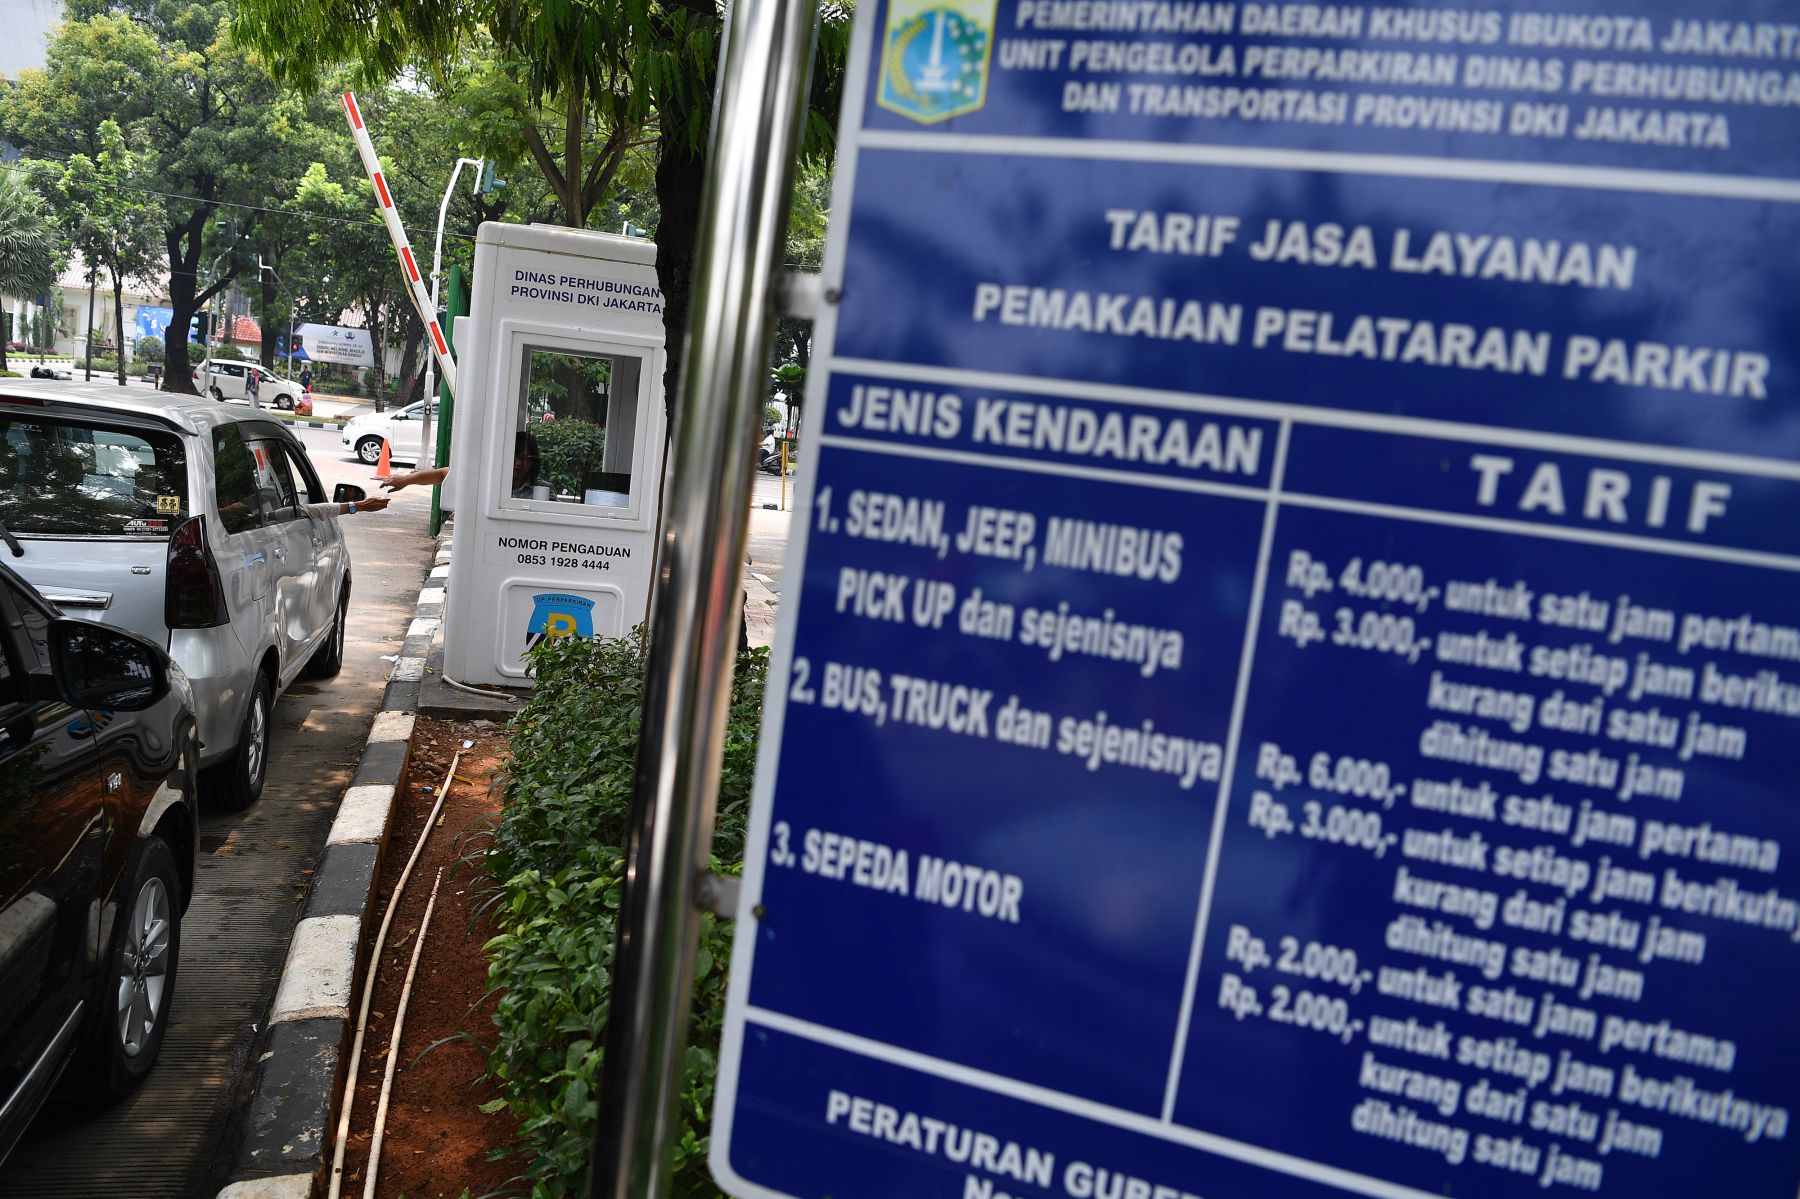 PEMERINTAHAN DAERAH KHUSUS IBUKOTA JAKARTA
UNIT PENGELOLA PERPARKIRAN DINAS PERHUBUNGAN
DAN TRANSPORTASI PROVINSI DKI JAKARTA
TARIF JASA LAYANAN
PEMAKAIAN PELATARAN PARKIR
JENIS KENDARAAN
TARIF
1. SEDAN, JEEP, MINIBUS
PICK UP dan sejenisnya
Rp. 4.000,- untuk satu jam pertama
Rp. 3.000,- untuk setiap jam beriku
kurang dari satu jam
dihitung satu jam
2. BUS,TRUCK dan sejenisnya
Rp. 6.000,- untuk satu jam pertama
Rp. 3.000,- untuk setiap jam berikutny
kurang dari satu jam
dihitung satu jam
3. SEPEDA MOTOR
Rp. 2.000,- untuk satu jam pertama
Rp. 2.000,- untuk setiap jam berikutnya
kurang dari satu jam
dihitung satu jam
PERATURAN GUBER
DINAS PERHUBUNGAN
PROVINSI DKI JAKARTA
NOMOR PENGADUAN
0853 1928 4444
UP. PERPARKIRAN
P